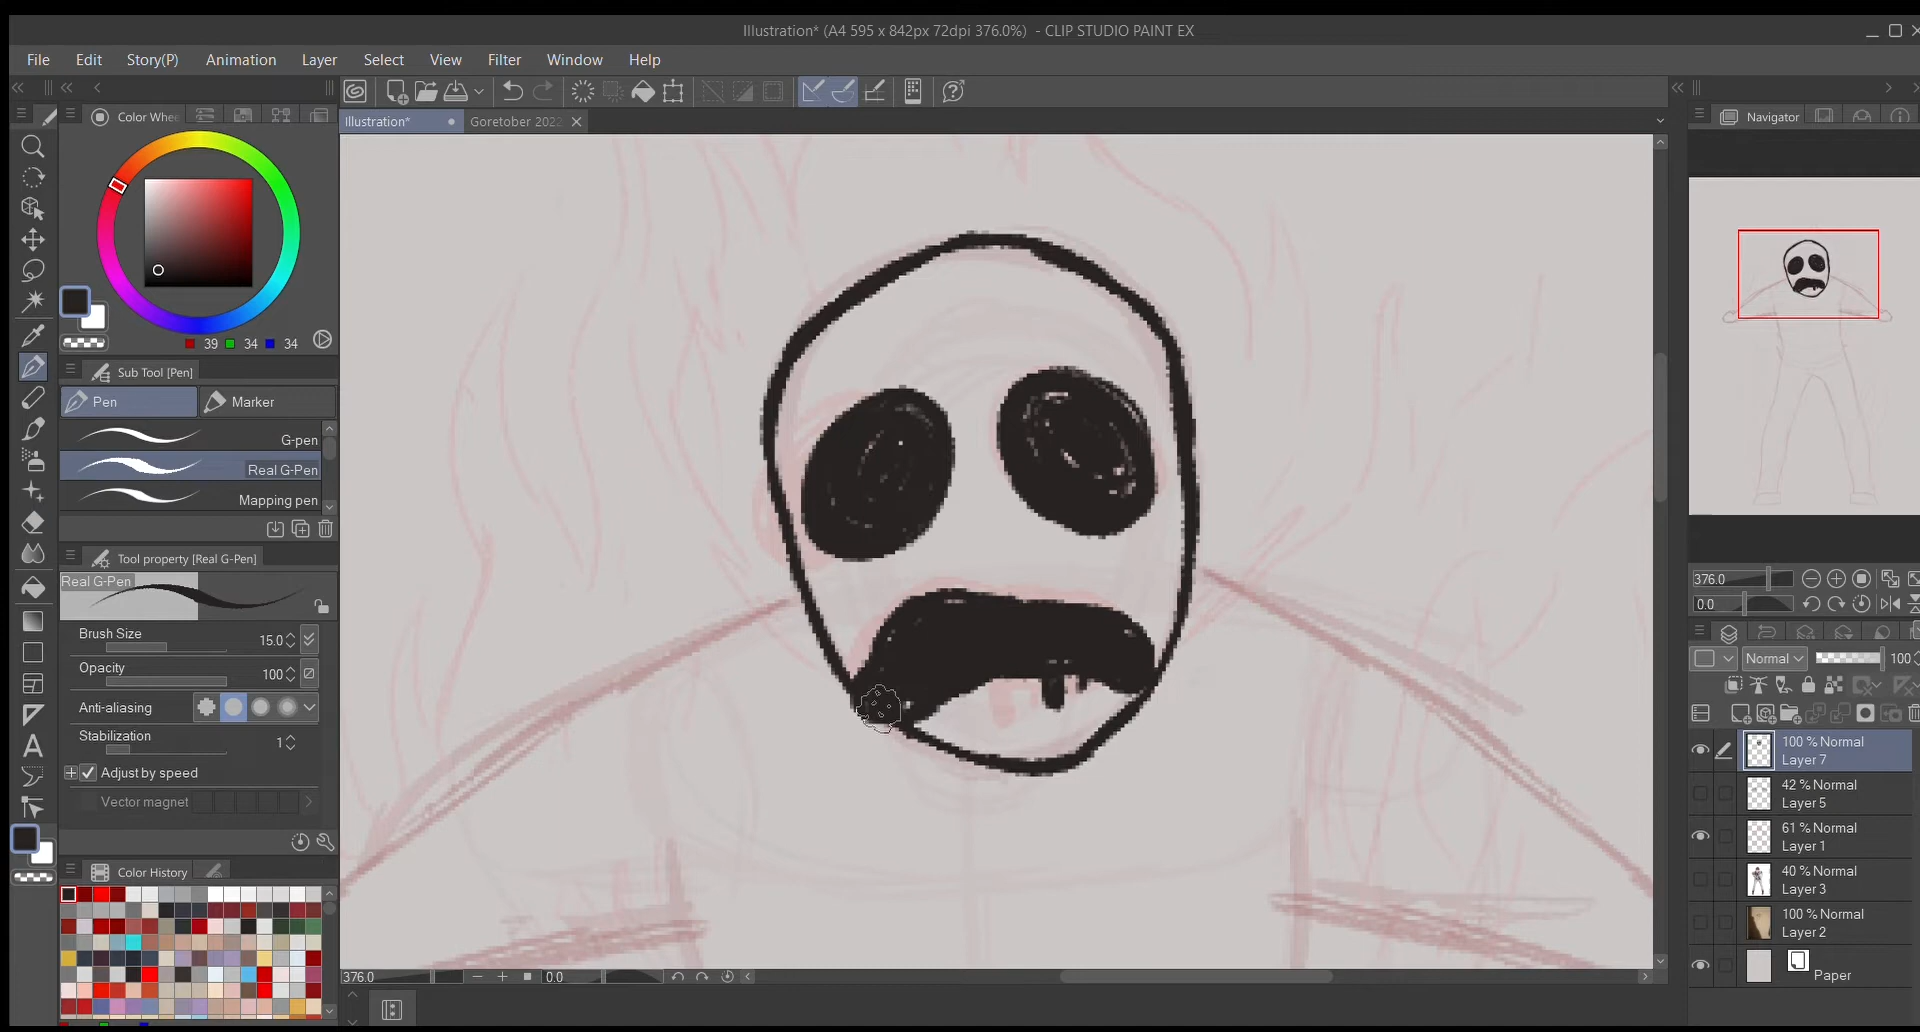 Illustration* (A4 595 x 842px 72dpi 376.0%) - CLIP STUDIO PAINT EX
File Edit Story(P) Animation Layer Select View Filter Window Help
Color Whee
Illustration* Goretober 2022
Navigator
39 34 34
Sub Tool [Pen]
Pen Marker
G-pen
Real G-Pen
Mapping pen
Tool property [Real G-Pen]
Real G-Pen
Brush Size 15.0
Opacity 100
Anti-aliasing
Stabilization 1
Adjust by speed
Vector magnet
Color History
376.0 0.0
376.0
0.0
Normal 100
100 % Normal
Layer 7
42 % Normal
Layer 5
61 % Normal
Layer 1
40 % Normal
Layer 3
100 % Normal
Layer 2
Paper